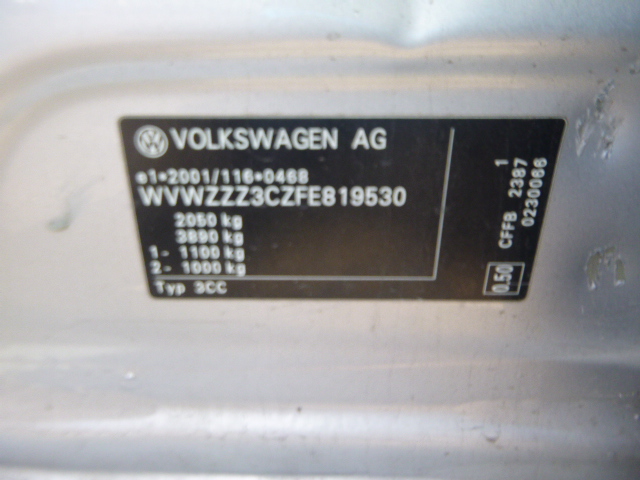 VOLKSWAGEN AG
e1*2001/116*0468
WVWZZZ3CZFE819530
2050 kg
3890 kg
1- 1100 kg
2- 1000 kg
Typ 3CC
0.50
CFFB 2387 1
0230066